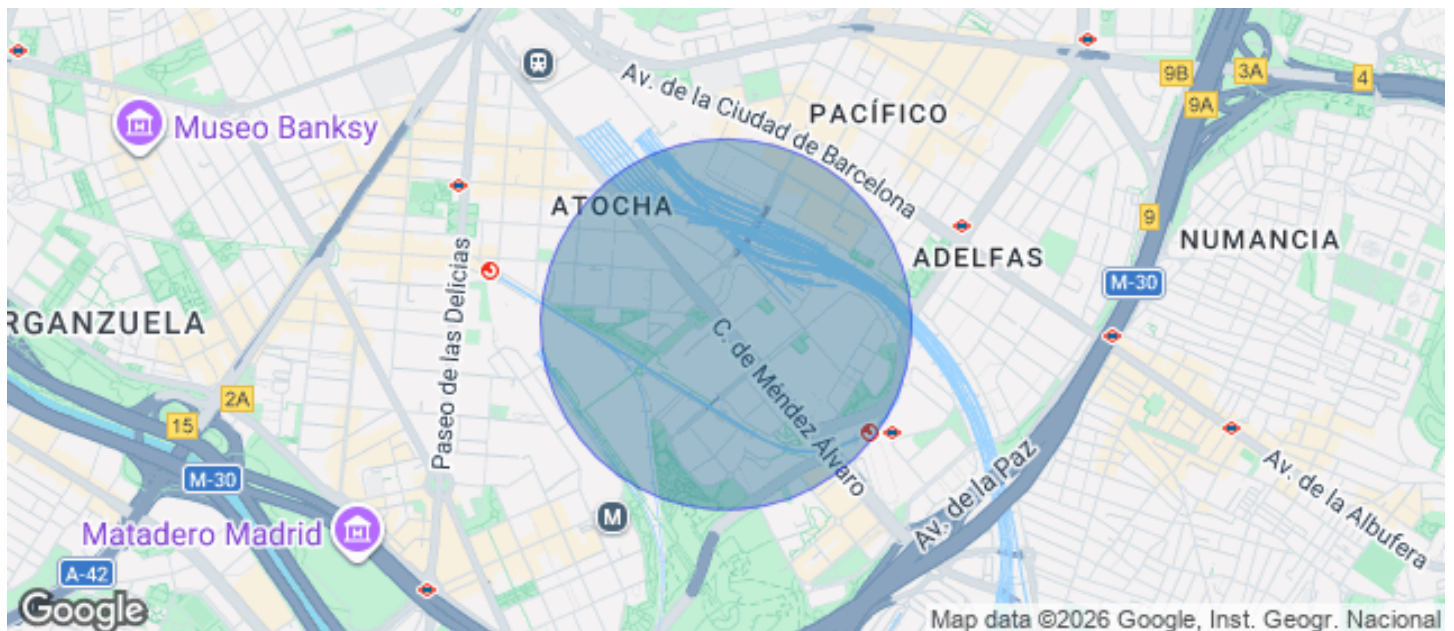 9B
3A
4
9A
Av. de la Ciudad de Barcelona
PACÍFICO
Museo Banksy
ATOCHA
9
ADELFAS
NUMANCIA
M-30
RGANZUELA
Paseo de las Delicias
C. de Méndez Álvaro
2A
15
M-30
Av. de la Paz
Av. de la Albufera
M
Matadero Madrid
A-42
Google
Map data ©2026 Google, Inst. Geogr. Nacional